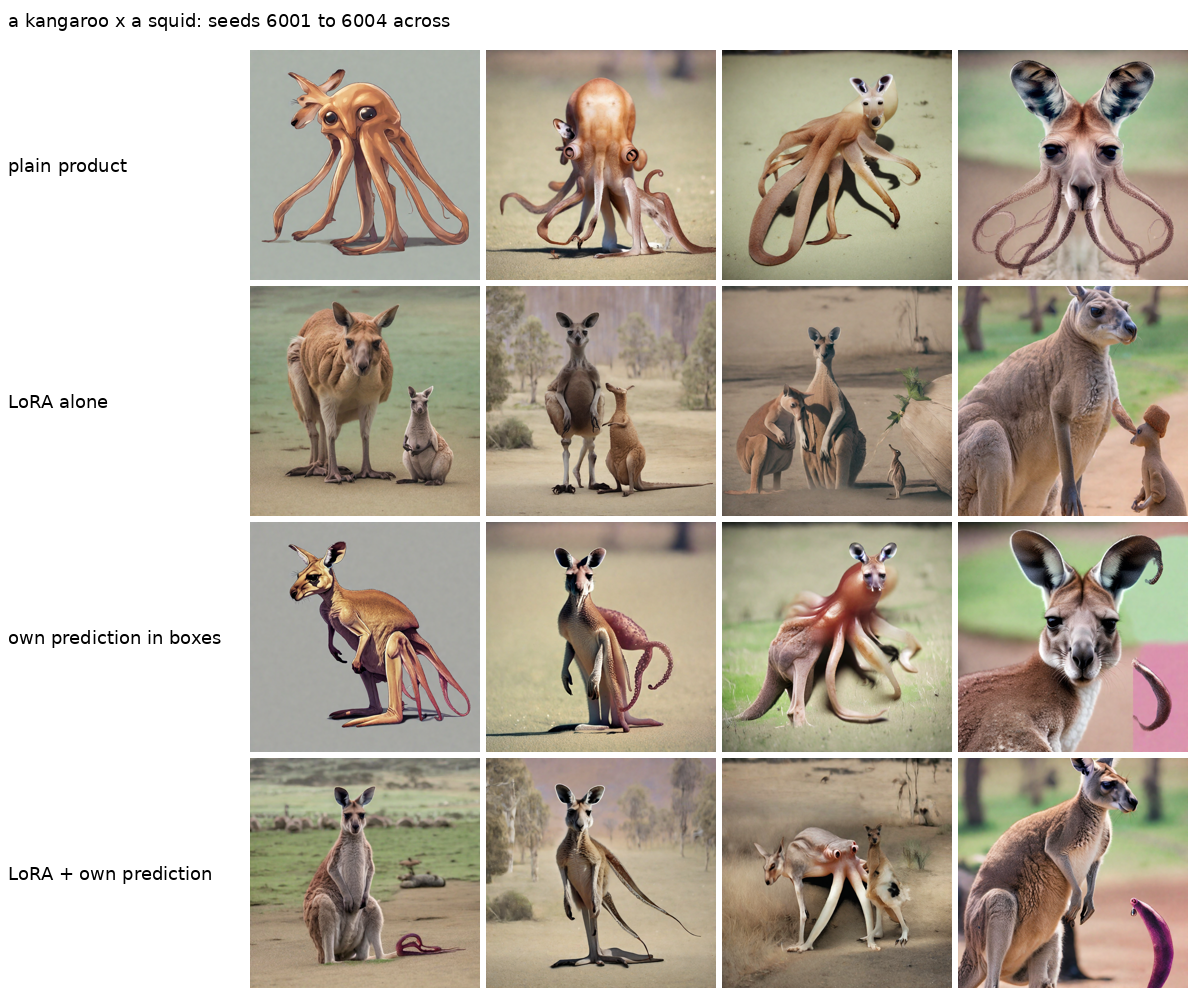 a kangaroo x a squid: seeds 6001 to 6004 across
plain product
LoRA alone
own prediction in boxes
LoRA + own prediction